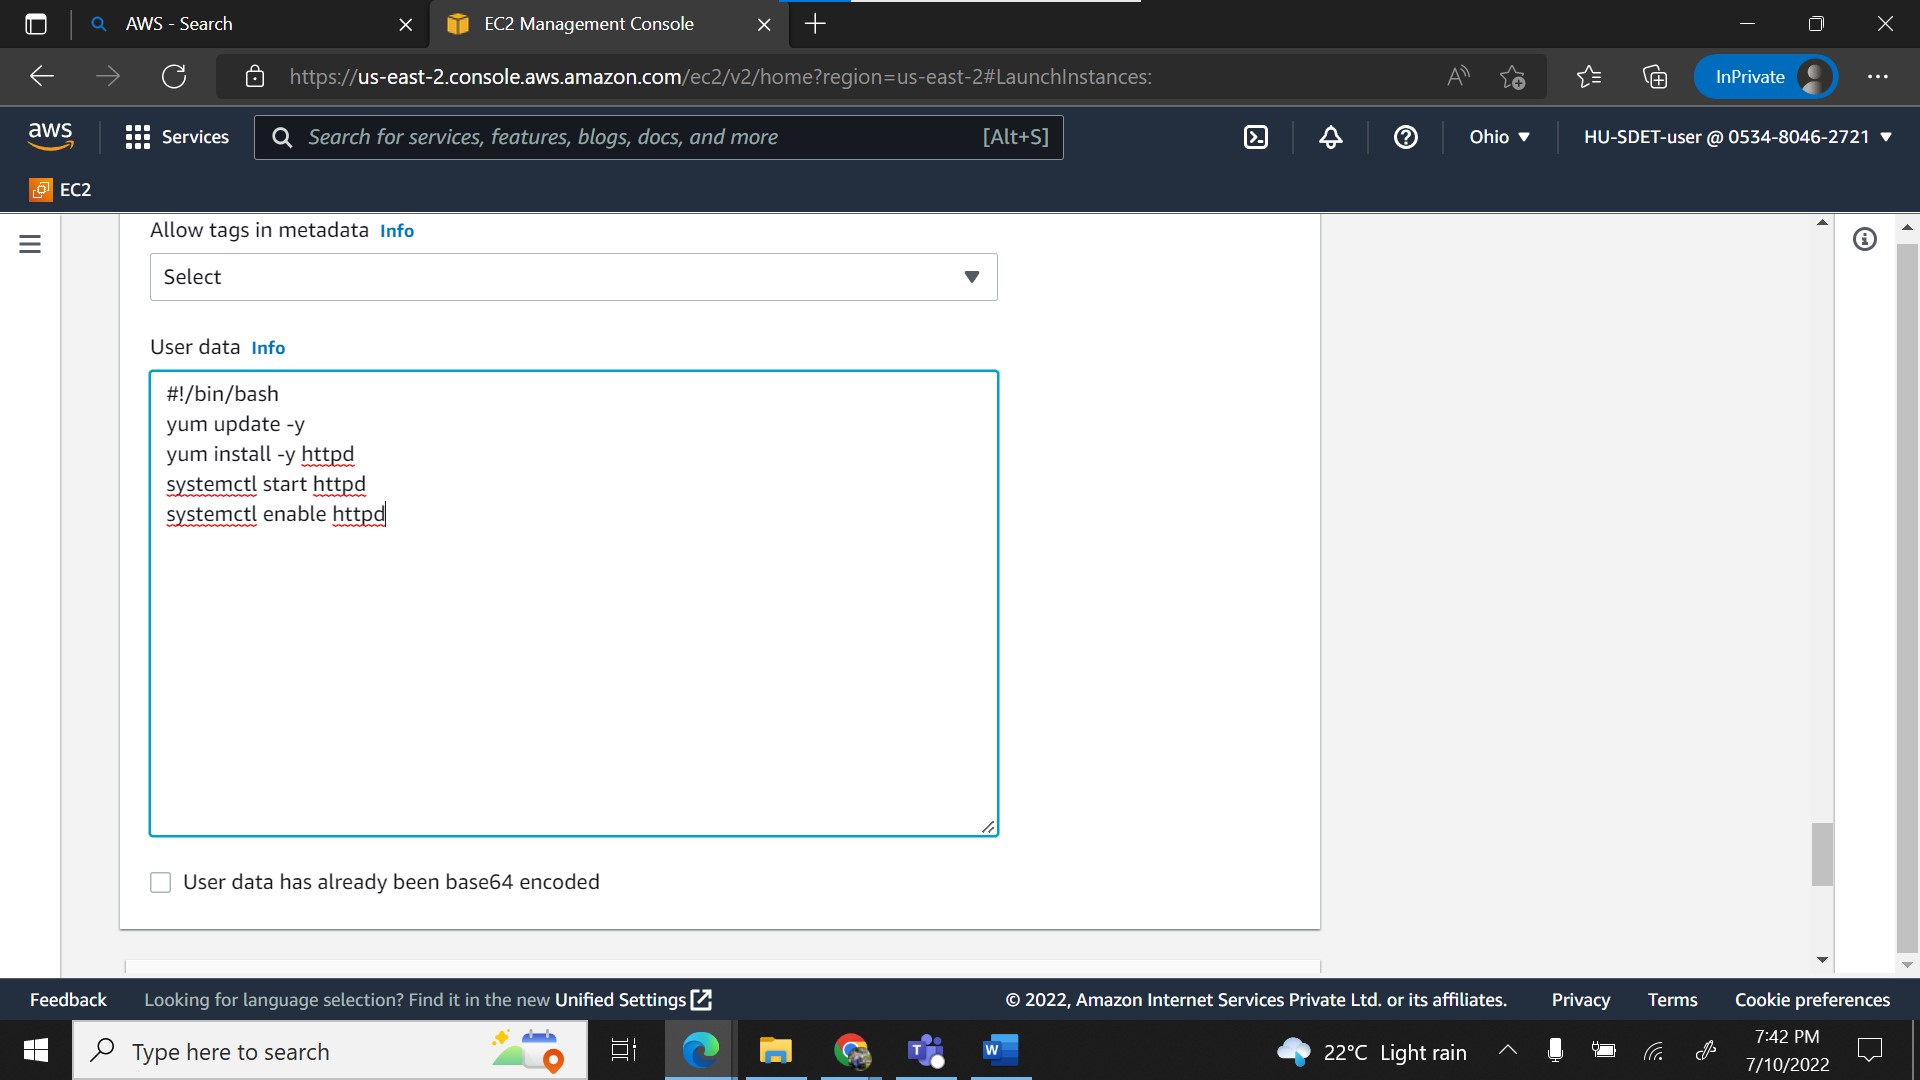 AWS - Search
EC2 Management Console
https://us-east-2.console.aws.amazon.com/ec2/v2/home?region=us-east-2#LaunchInstances:
InPrivate
aws
Services
Search for services, features, blogs, docs, and more
[Alt+S]
Ohio
HU-SDET-user @ 0534-8046-2721
EC2
Allow tags in metadata Info
Select
User data Info
#!/bin/bash
yum update -y
yum install -y httpd
systemctl start httpd
systemctl enable httpd
User data has already been base64 encoded
Feedback
Looking for language selection? Find it in the new Unified Settings
© 2022, Amazon Internet Services Private Ltd. or its affiliates.
Privacy
Terms
Cookie preferences
Type here to search
22°C Light rain
7:42 PM
7/10/2022